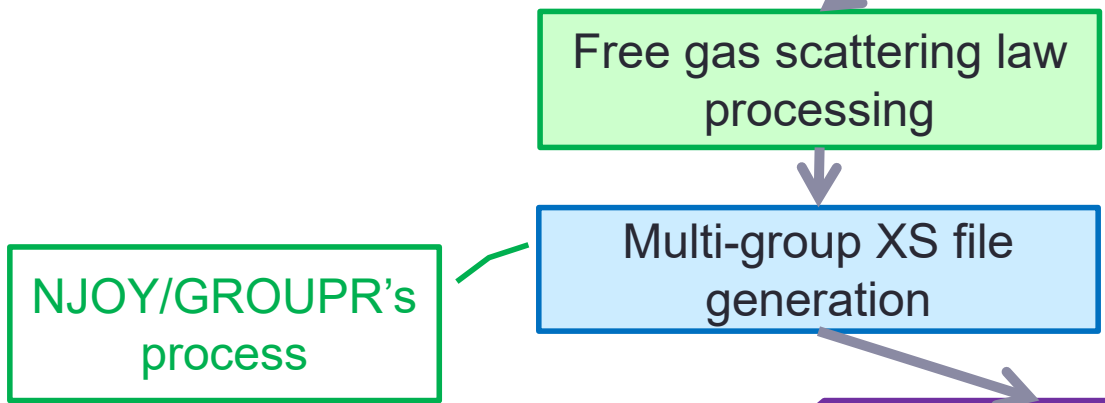 Free gas scattering law
processing
Multi-group XS file
generation
NJOY/GROUPR's
process